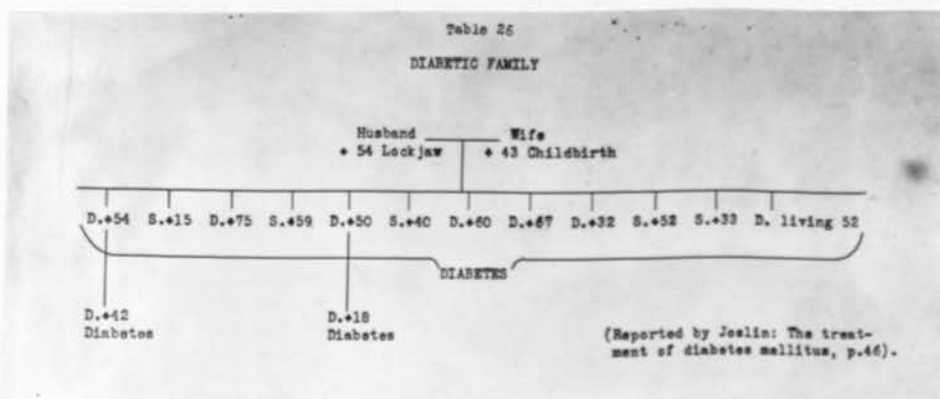 Table 26
DIABETIC FAMILY
Husband Wife
+ 54 Lockjaw + 43 Childbirth
D.+54 S.+15 D.+75 S.+59 D.+50 S.+40 D.+60 D.+67 D.+32 S.+52 S.+33 D. living 52
DIABETES
D.+42 D.+18
Diabetes Diabetes
(Reported by Joslin: The treat-
ment of diabetes mellitus, p.46).